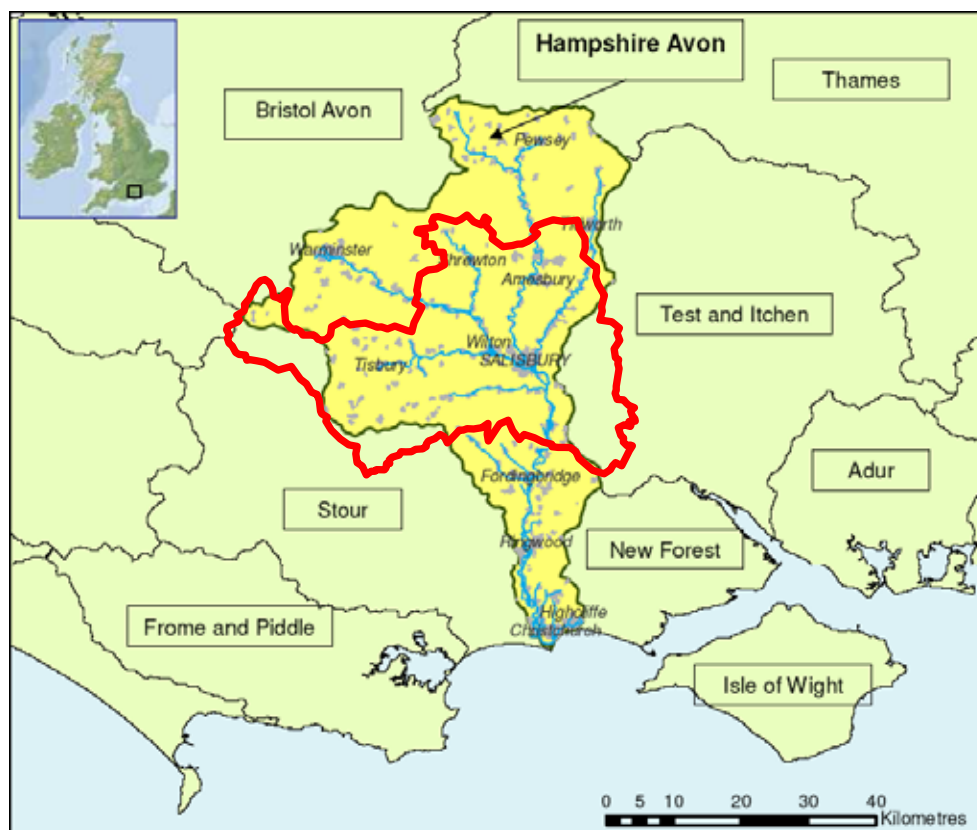 Hampshire Avon
Thames
Bristol Avon
Pewsey
Warminster
Shrewton
Amesbury
Test and Itchen
Wilton
SALISBURY
Tisbury
Fordingbridge
Adur
Stour
Ringwood
New Forest
Highcliffe
Frome and Piddle
Christchurch
Isle of Wight
0 5 10 20 30 40
Kilometres